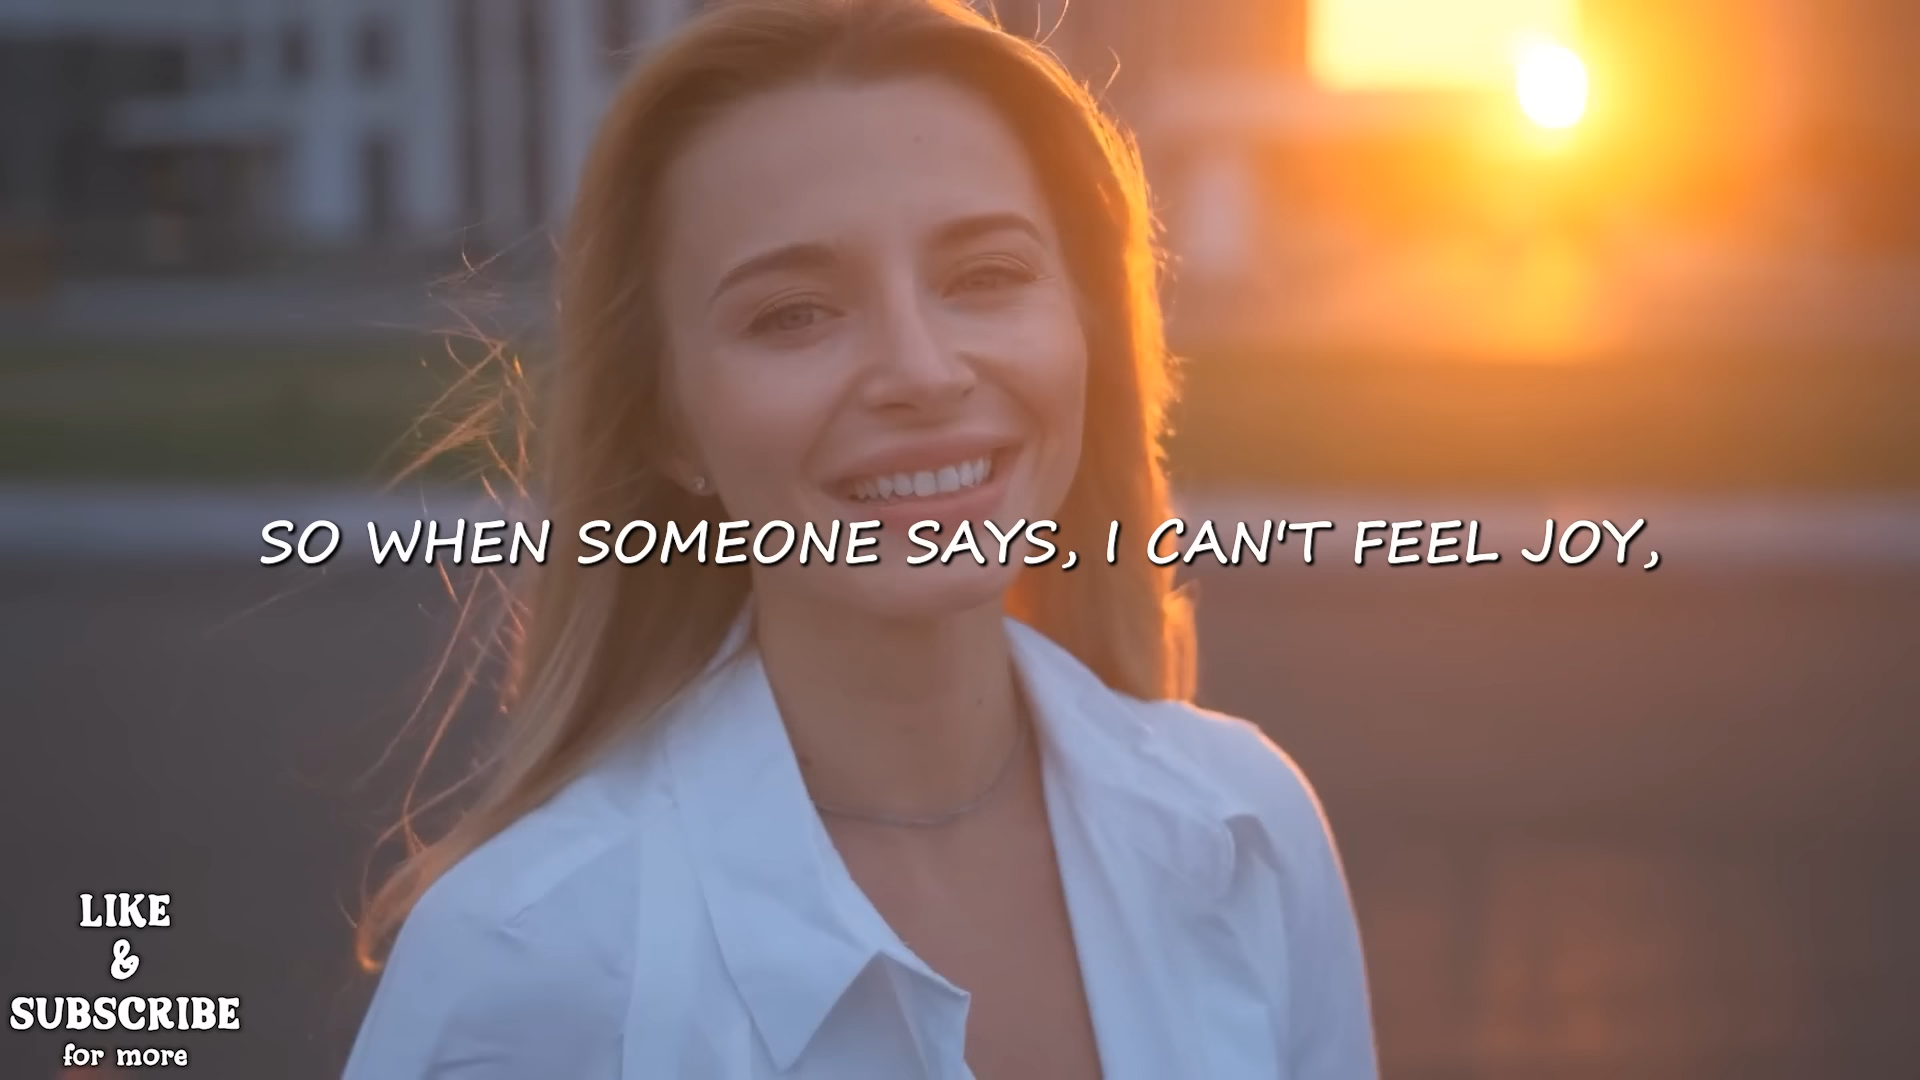 SO WHEN SOMEONE SAYS, I CAN'T FEEL JOY,
LIKE
&
SUBSCRIBE
for more